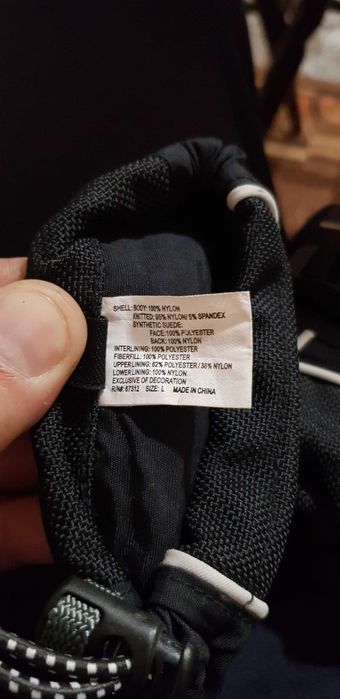 SHELL: BODY: 100% NYLON
KNITTED: 95% NYLON/ 5% SPANDEX
SYNTHETIC SUEDE:
FACE: 100% POLYESTER
BACK: 100% NYLON
INTERLINING: 100% POLYESTER
FIBERFILL: 100% POLYESTER
UPPERLINING: 62% POLYESTER/38% NYLON
LOWER LINING: 100% NYLON
EXCLUSIVE OF DECORATION
R/N#: 87312 SIZE: L MADE IN CHINA